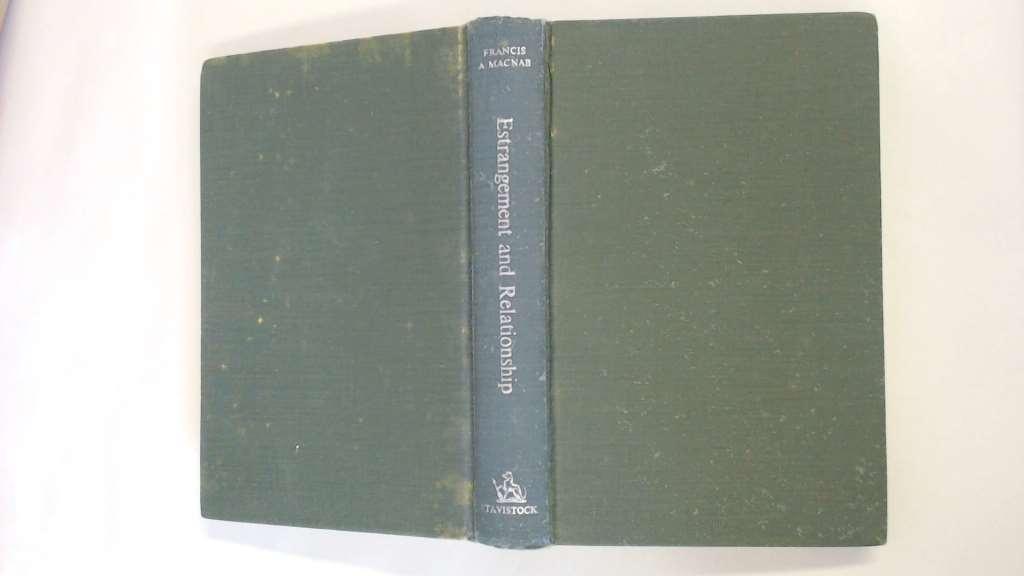 FRANCIS
A MACNAB
Estrangement and Relationship
TAVISTOCK